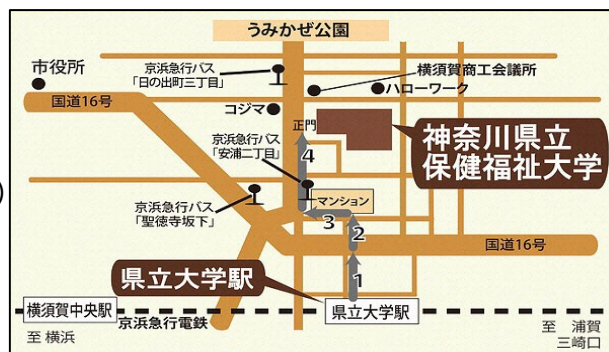 うみかぜ公園
市役所
京浜急行バス
「日の出町三丁目」
横須賀商工会議所
ハローワーク
国道16号
コジマ
正門
神奈川県立
保健福祉大学
京浜急行バス
「安浦二丁目」
4
)
マンション
京浜急行バス
「聖徳寺坂下」
3
2
国道16号
1
県立大学駅
横須賀中央駅
県立大学駅
京浜急行電鉄
至 横浜
至 浦賀
三崎口